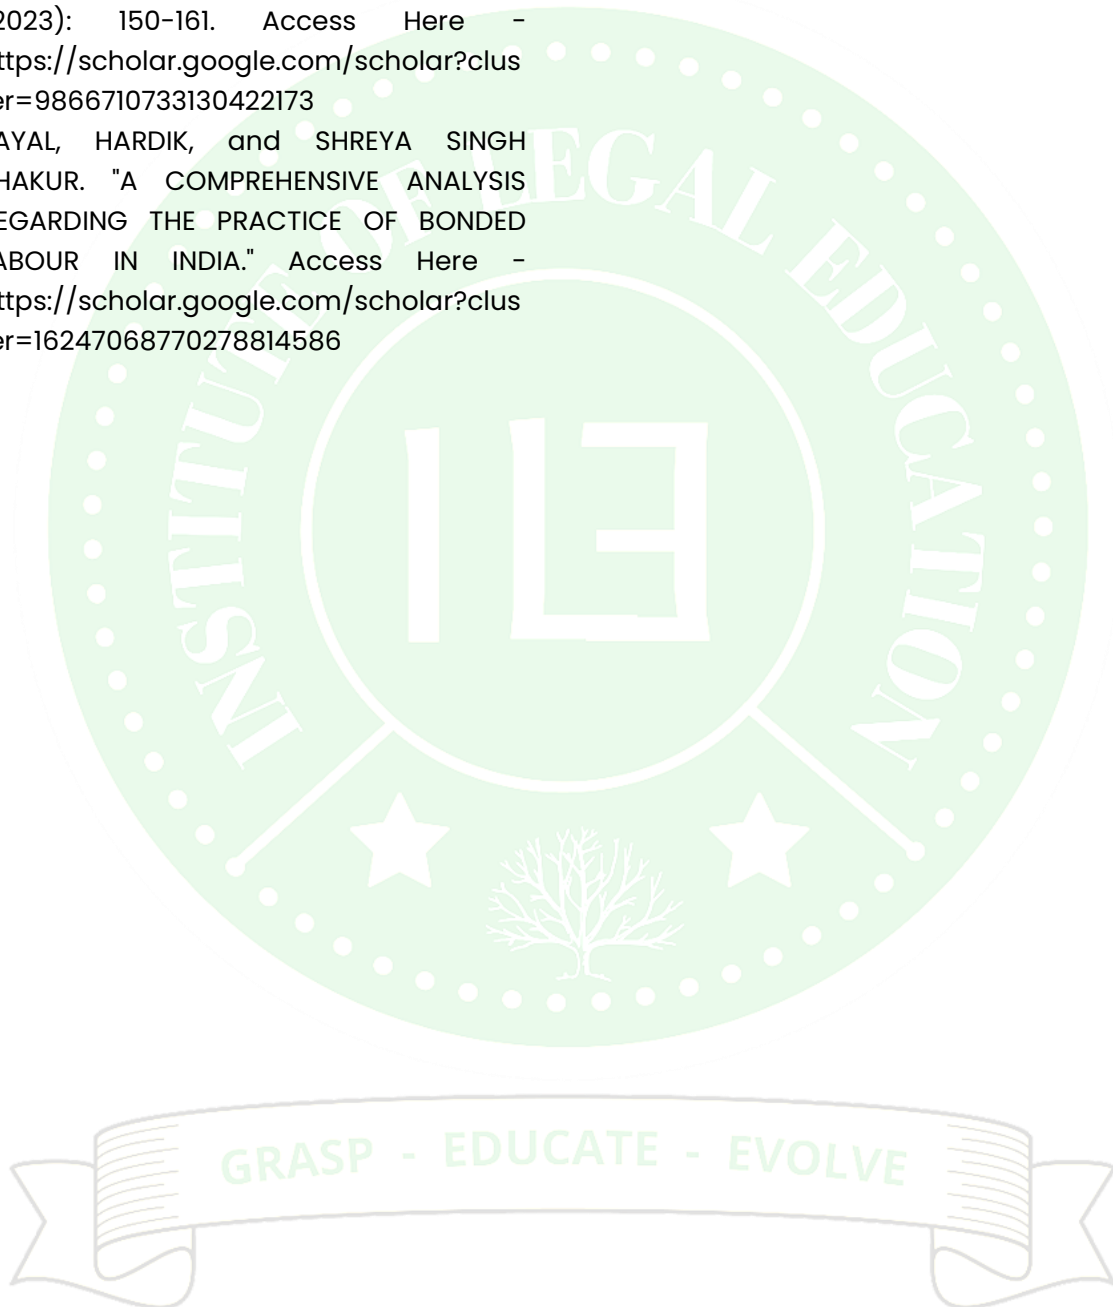 2023): 150-161. Access Here -
ttps://scholar.google.com/scholar?clus
er=9866710733130422173
AYAL, HARDIK, and SHREYA SINGH
HAKUR. "A COMPREHENSIVE ANALYSIS
EGARDING THE PRACTICE OF BONDED
ABOUR IN INDIA." Access Here -
ttps://scholar.google.com/scholar?clus
er=16247068770278814586
INSTITUTE OF LEGAL EDUCATION
ILE
GRASP - EDUCATE - EVOLVE